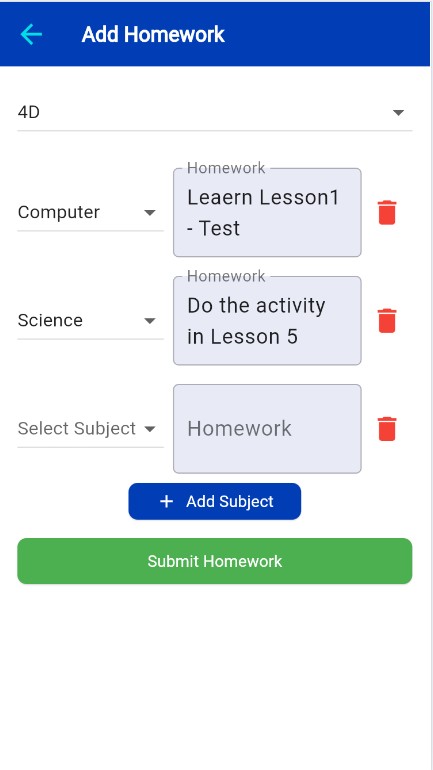 Add Homework
4D
Homework
Computer
Leaern Lesson1
- Test
Homework
Science
Do the activity
in Lesson 5
Select Subject
Homework
+ Add Subject
Submit Homework